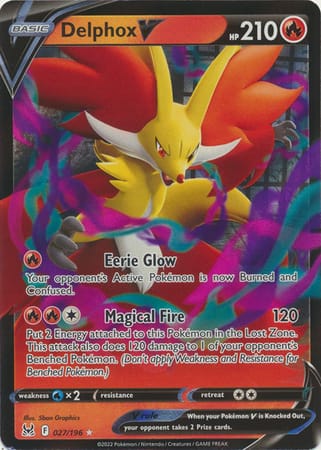 BASIC Delphox V HP 210
Eerie Glow
Your opponent's Active Pokémon is now Burned and
Confused.
Magical Fire 120
Put 2 Energy attached to this Pokémon in the Lost Zone.
This attack also does 120 damage to 1 of your opponent's
Benched Pokémon. (Don't apply Weakness and Resistance for
Benched Pokémon.)
weakness ×2 resistance retreat
Illus. 5ban Graphics
V rule When your Pokémon V is Knocked Out,
your opponent takes 2 Prize cards.
F 027/196
©2022 Pokémon / Nintendo / Creatures / GAME FREAK